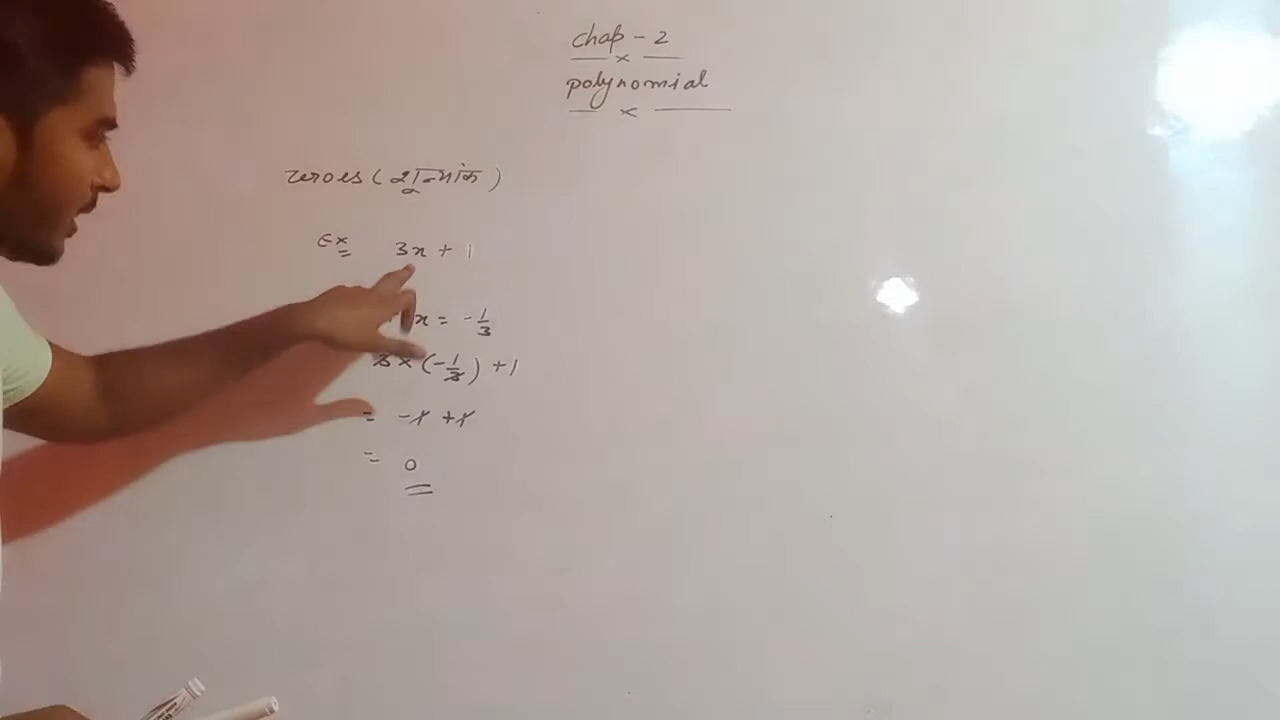 chap - 2
polynomial
zeroes (शून्यांक)
Ex 3x + 1
x = -1/3
3 × (-1/3) + 1
= -1 + 1
= 0